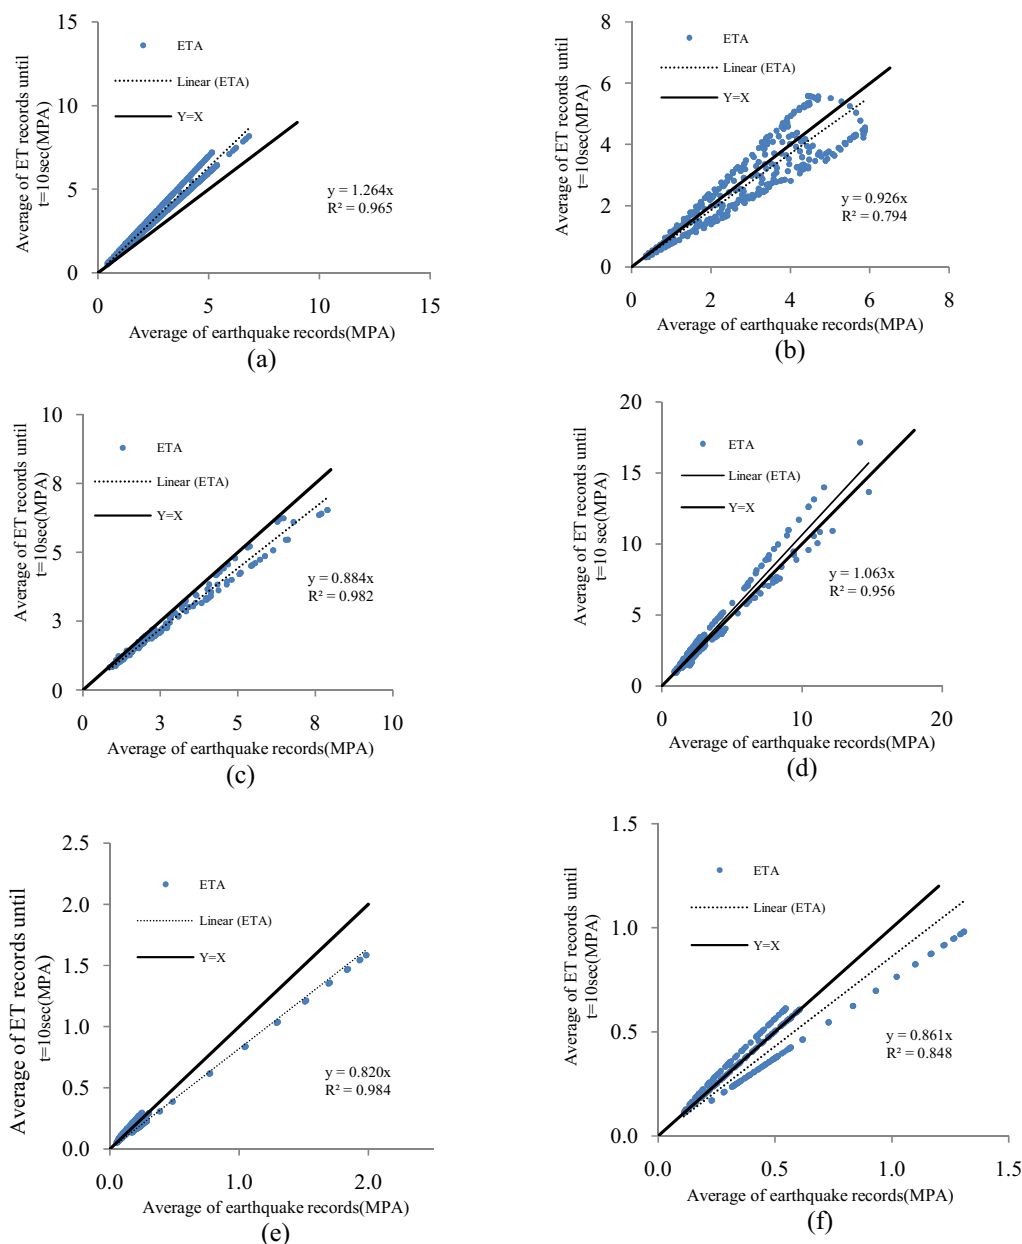 15
10
5
0
0
5
10
15
Average of ET records until
t=10sec(MPA)
ETA
Linear (ETA)
Y=X
y = 1.264x
R² = 0.965
Average of earthquake records(MPA)
(a)
8
6
4
2
0
0
2
4
6
8
Average of ET records until
t=10sec(MPA)
ETA
Linear (ETA)
Y=X
y = 0.926x
R² = 0.794
Average of earthquake records(MPA)
(b)
10
8
5
3
0
0
3
5
8
10
Average of ET records until
t=10sec(MPA)
ETA
Linear (ETA)
Y=X
y = 0.884x
R² = 0.982
Average of earthquake records(MPA)
(c)
20
15
10
5
0
0
10
20
Average of ET records until
t=10 sec(MPA)
ETA
Linear (ETA)
Y=X
y = 1.063x
R² = 0.956
Average of earthquake records(MPA)
(d)
2.5
2.0
1.5
1.0
0.5
0.0
0.0
1.0
2.0
Average of ET records until
t=10sec(MPA)
ETA
Linear (ETA)
Y=X
y = 0.820x
R² = 0.984
Average of earthquake records(MPA)
(e)
1.5
1.0
0.5
0.0
0.0
0.5
1.0
1.5
Average of ET records until
t=10sec(MPA)
ETA
Linear (ETA)
Y=X
y = 0.861x
R² = 0.848
Average of earthquake records(MPA)
(f)